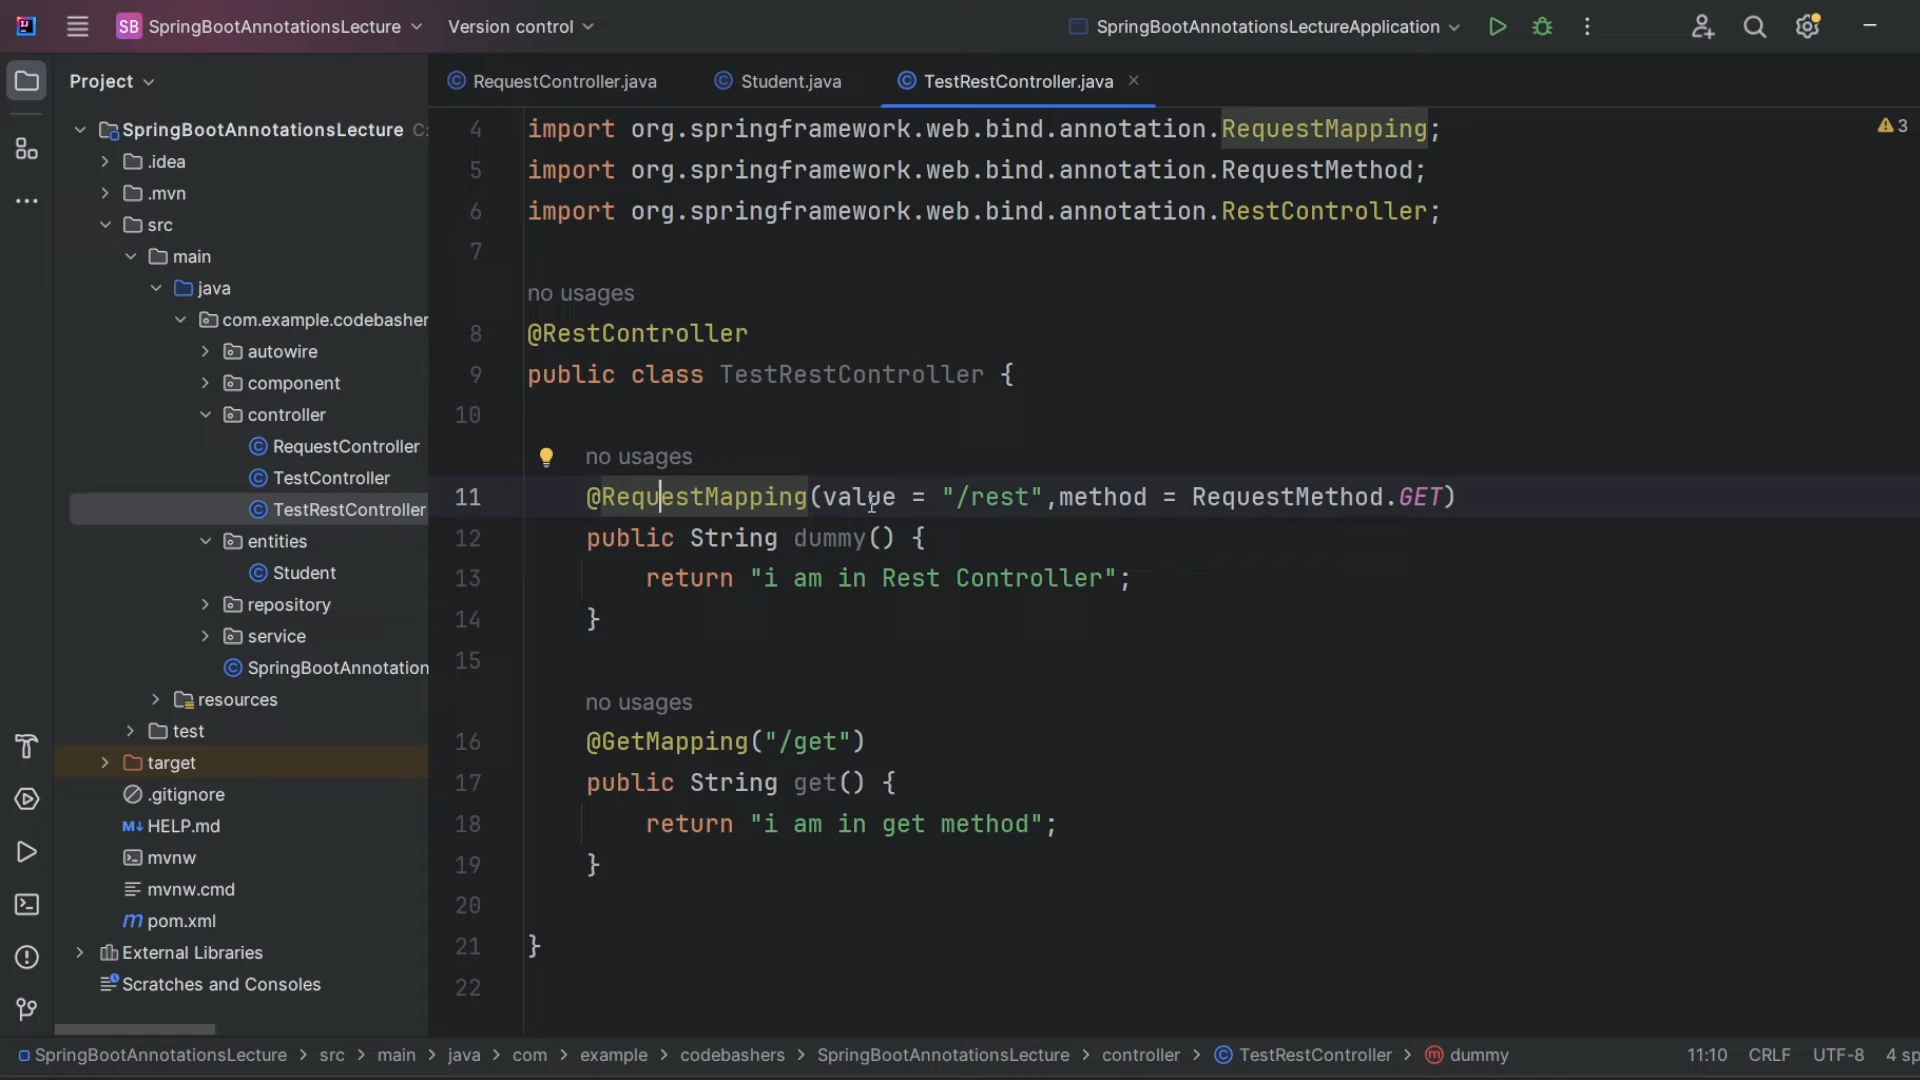 SB SpringBootAnnotationsLecture Version control SpringBootAnnotationsLectureApplication
Project
SpringBootAnnotationsLecture C:
.idea
.mvn
src
main
java
com.example.codebasher
autowire
component
controller
RequestController
TestController
TestRestController
entities
Student
repository
service
SpringBootAnnotation
resources
test
target
.gitignore
HELP.md
mvnw
mvnw.cmd
pom.xml
External Libraries
Scratches and Consoles
RequestController.java Student.java TestRestController.java
3
4 import org.springframework.web.bind.annotation.RequestMapping;
5 import org.springframework.web.bind.annotation.RequestMethod;
6 import org.springframework.web.bind.annotation.RestController;
7
no usages
8 @RestController
9 public class TestRestController {
10
no usages
11 @RequestMapping(value = "/rest",method = RequestMethod.GET)
12 public String dummy() {
13 return "i am in Rest Controller";
14 }
15
no usages
16 @GetMapping("/get")
17 public String get() {
18 return "i am in get method";
19 }
20
21 }
22
SpringBootAnnotationsLecture > src > main > java > com > example > codebashers > SpringBootAnnotationsLecture > controller > TestRestController > dummy 11:10 CRLF UTF-8 4 sp